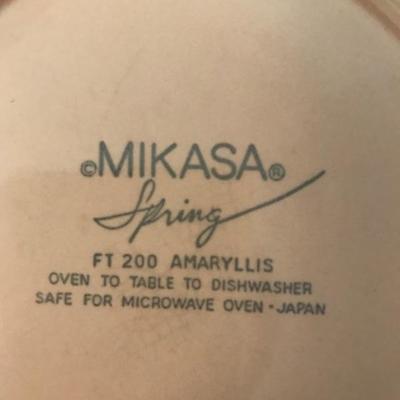 ©MIKASA®
Spring
FT 200 AMARYLLIS
OVEN TO TABLE TO DISHWASHER
SAFE FOR MICROWAVE OVEN - JAPAN